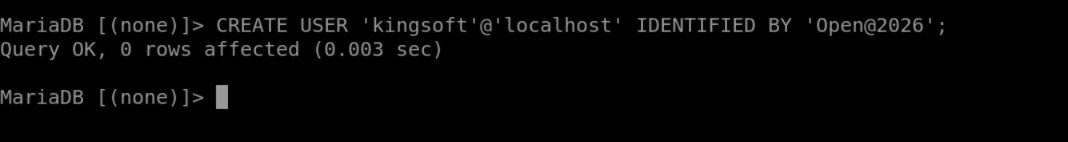 MariaDB [(none)]> CREATE USER 'kingsoft'@'localhost' IDENTIFIED BY 'Open@2026';
Query OK, 0 rows affected (0.003 sec)
MariaDB [(none)]>